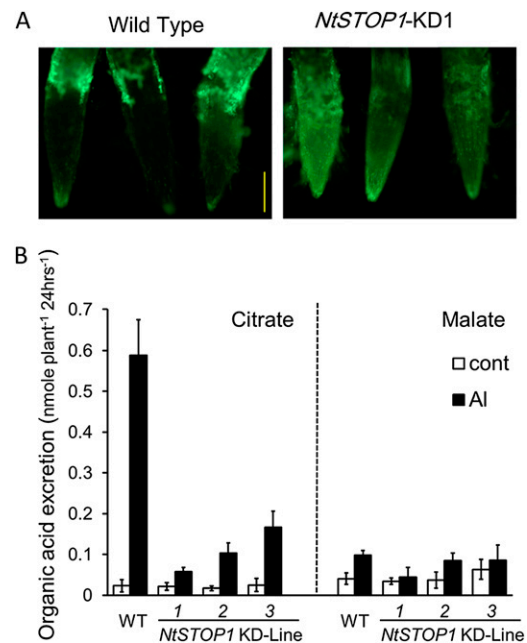 A
Wild Type
NtSTOP1-KD1
B
Organic acid excretion (nmole plant⁻¹ 24hrs⁻¹)
0.7
0.6
0.5
0.4
0.3
0.2
0.1
0
Citrate
Malate
cont
Al
WT 1 2 3 WT 1 2 3
NtSTOP1 KD-Line NtSTOP1 KD-Line